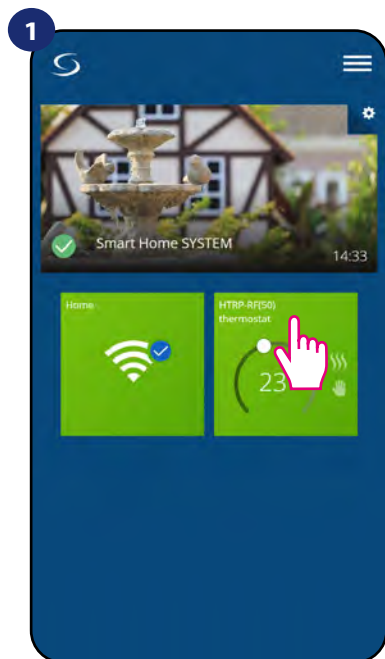 1
Smart Home SYSTEM
14:33
Home
HTRP-RF(50)
thermostat
23